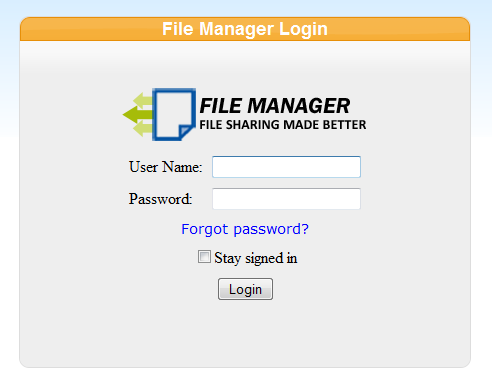 File Manager Login
FILE MANAGER
FILE SHARING MADE BETTER
User Name:
Password:
Forgot password?
Stay signed in
Login